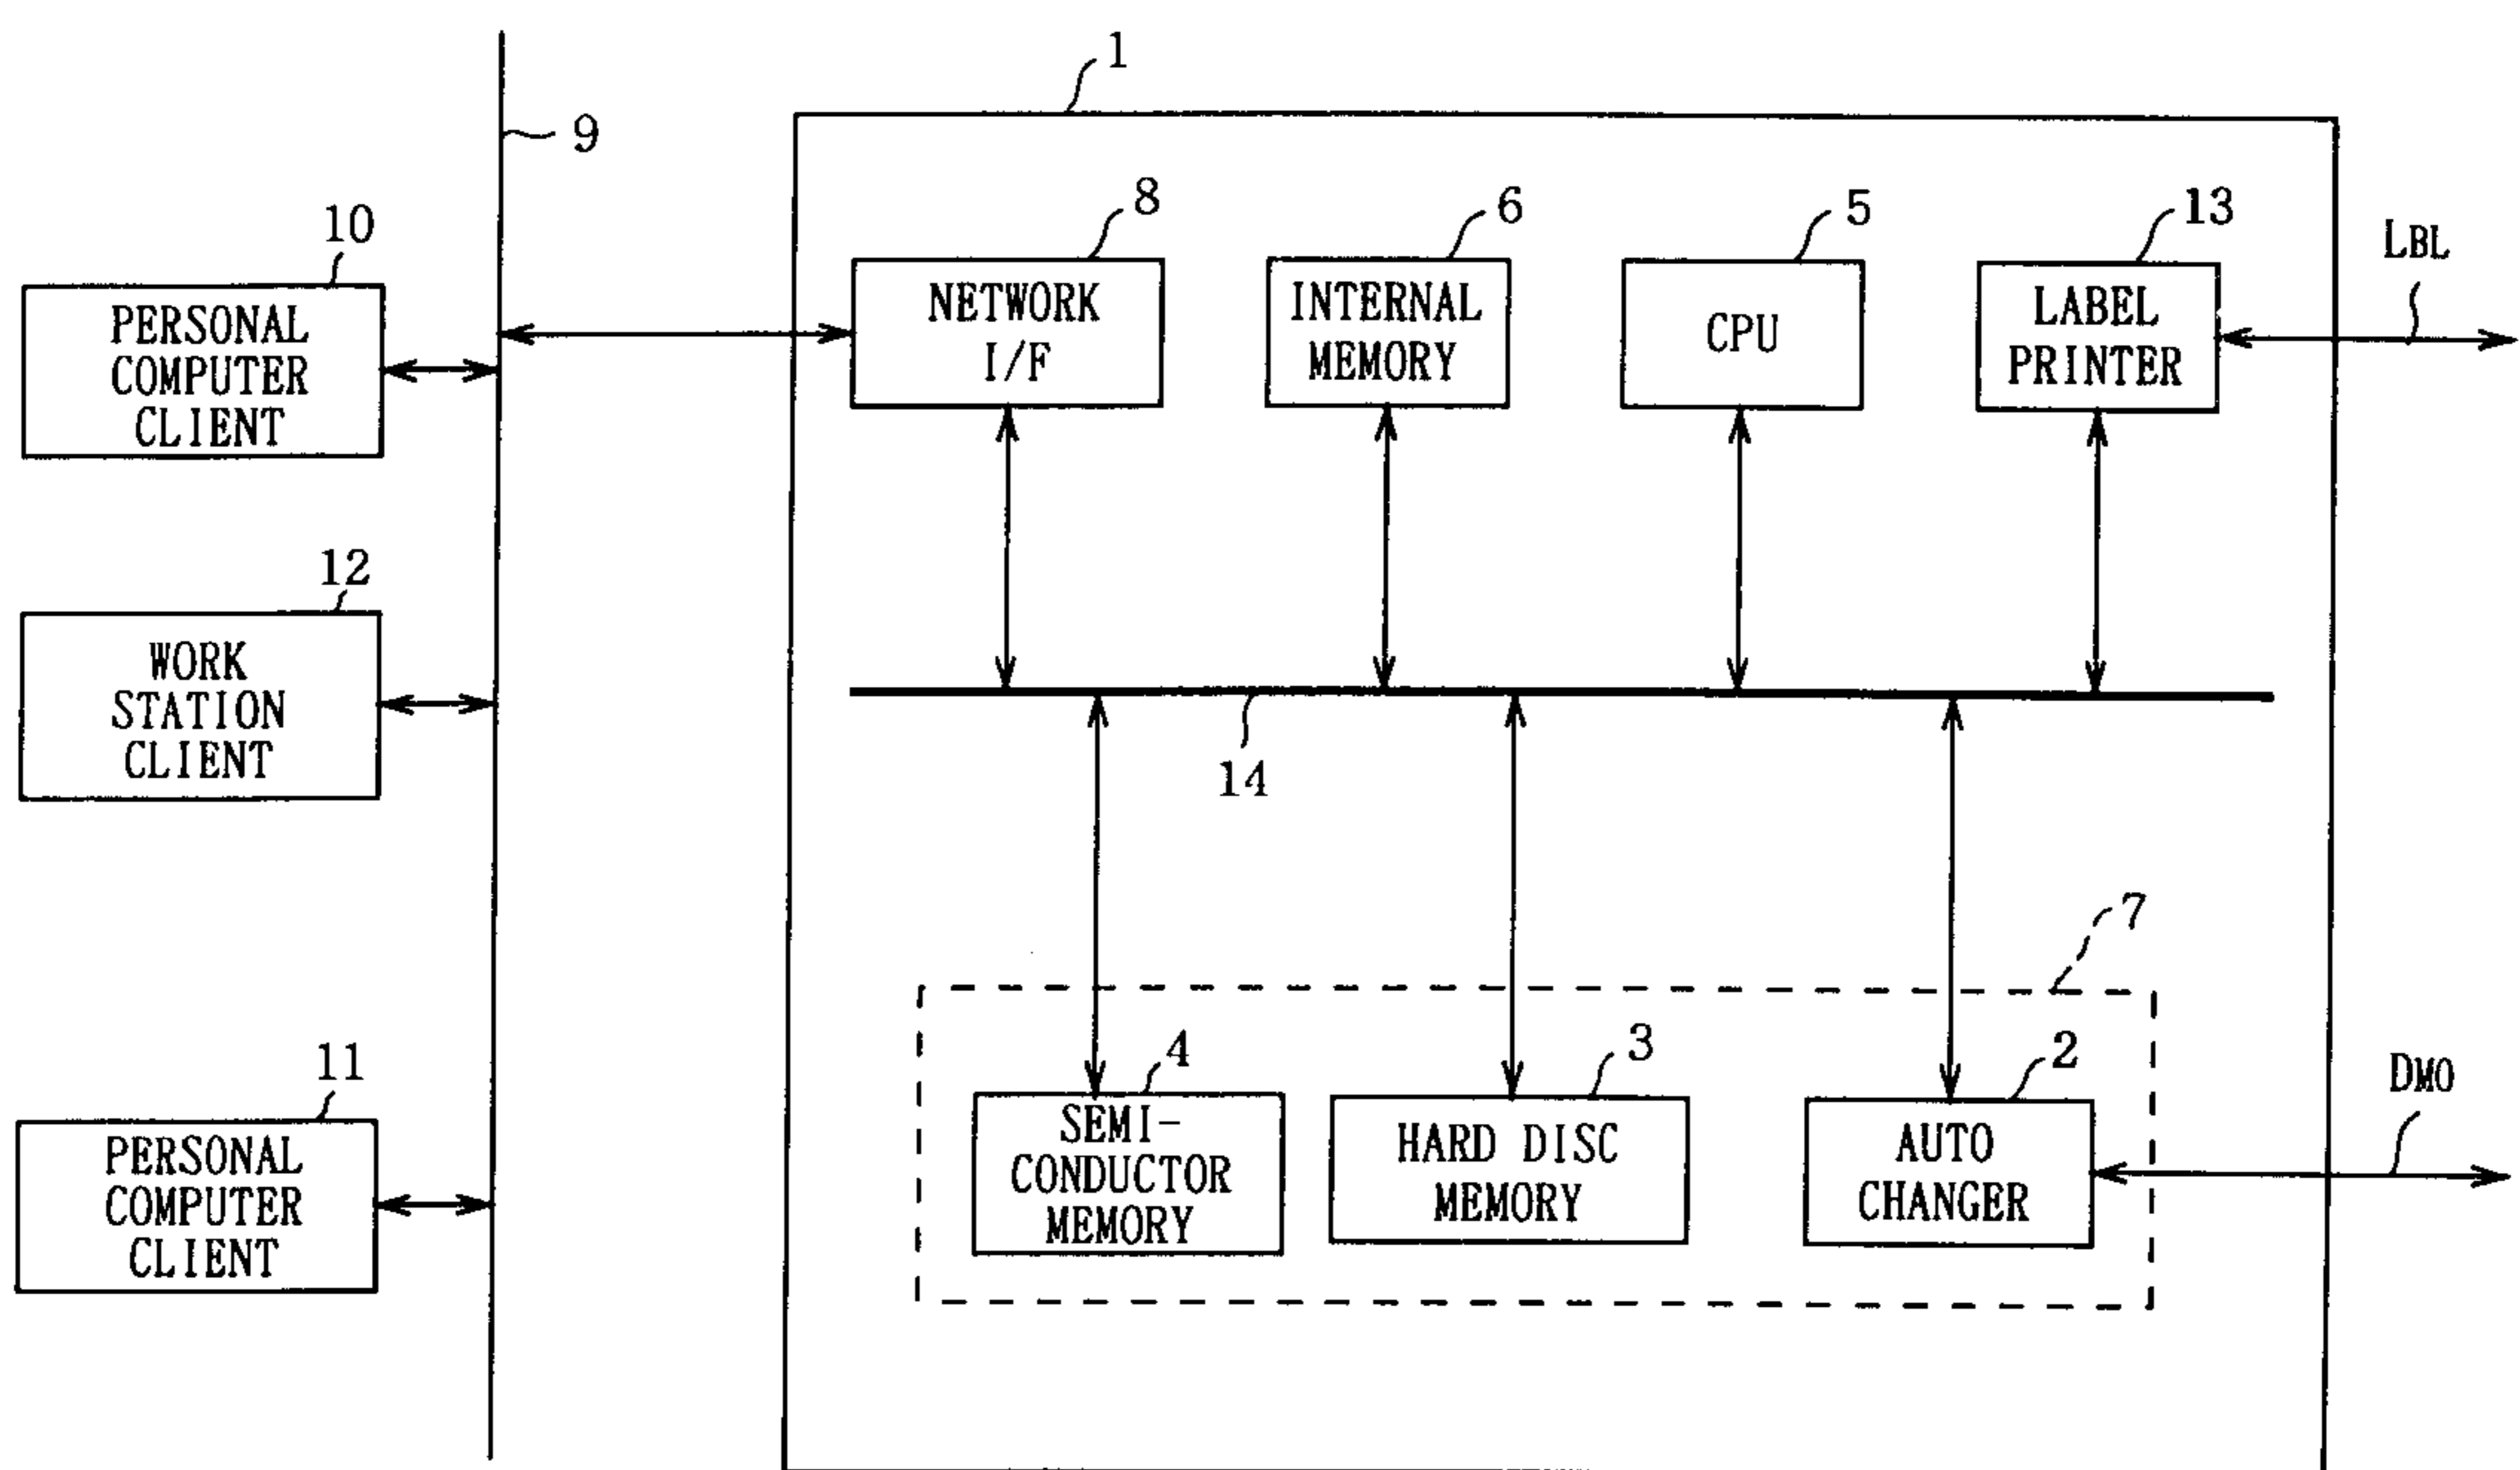 1
9
8
6
5
13
LBL
10
PERSONAL
COMPUTER
CLIENT
NETWORK
I/F
INTERNAL
MEMORY
CPU
LABEL
PRINTER
12
WORK
STATION
CLIENT
14
7
11
PERSONAL
COMPUTER
CLIENT
4
SEMI-
CONDUCTOR
MEMORY
3
HARD DISC
MEMORY
2
AUTO
CHANGER
DMO